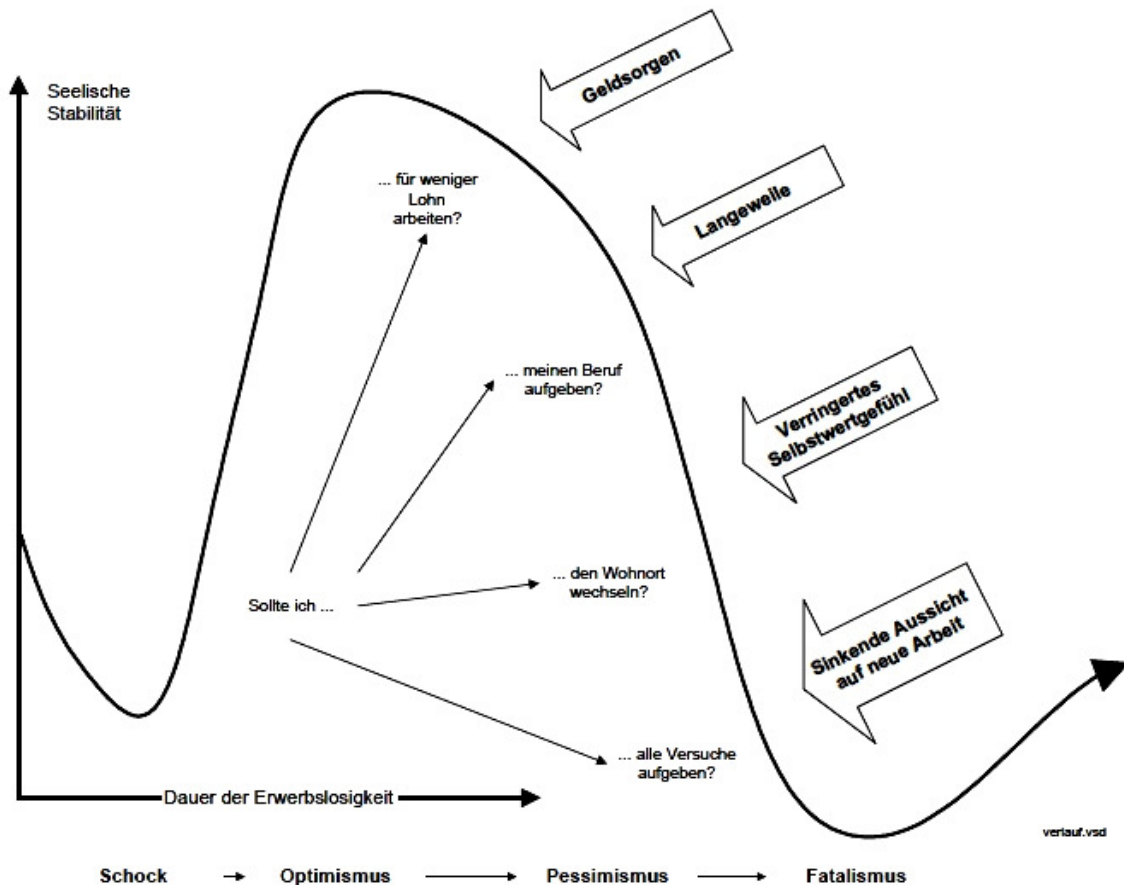 Seelische
Stabilität
Geldsorgen
... für weniger
Lohn
arbeiten?
Langeweile
... meinen Beruf
aufgeben?
Verringertes
Selbstwertgefühl
Sollte ich ...
... den Wohnort
wechseln?
Sinkende Aussicht
auf neue Arbeit
... alle Versuche
aufgeben?
Dauer der Erwerbslosigkeit
verlauf.vsd
Schock Optimismus Pessimismus Fatalismus